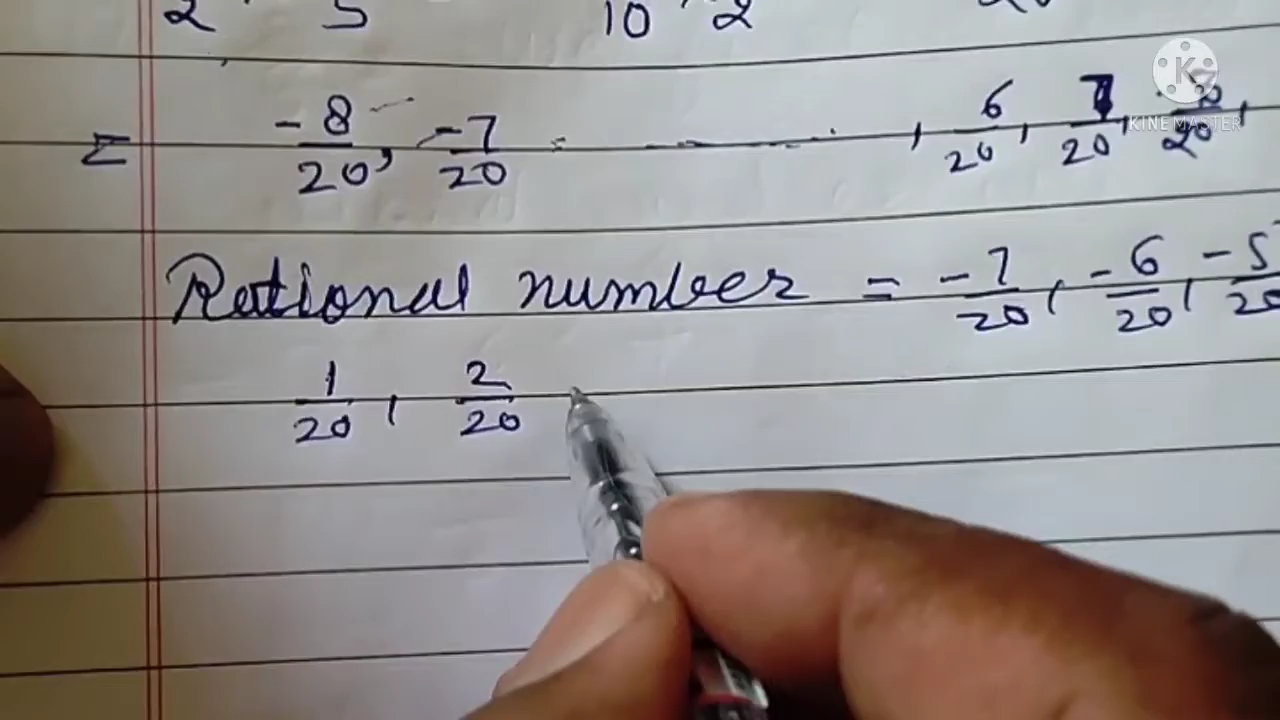 2 5 10 2
= -8/20, -7/20 - - - - , 6/20, 7/20, /20,
Rational number = -7/20, -6/20, -5/20
1/20, 2/20
K
KINEMASTER